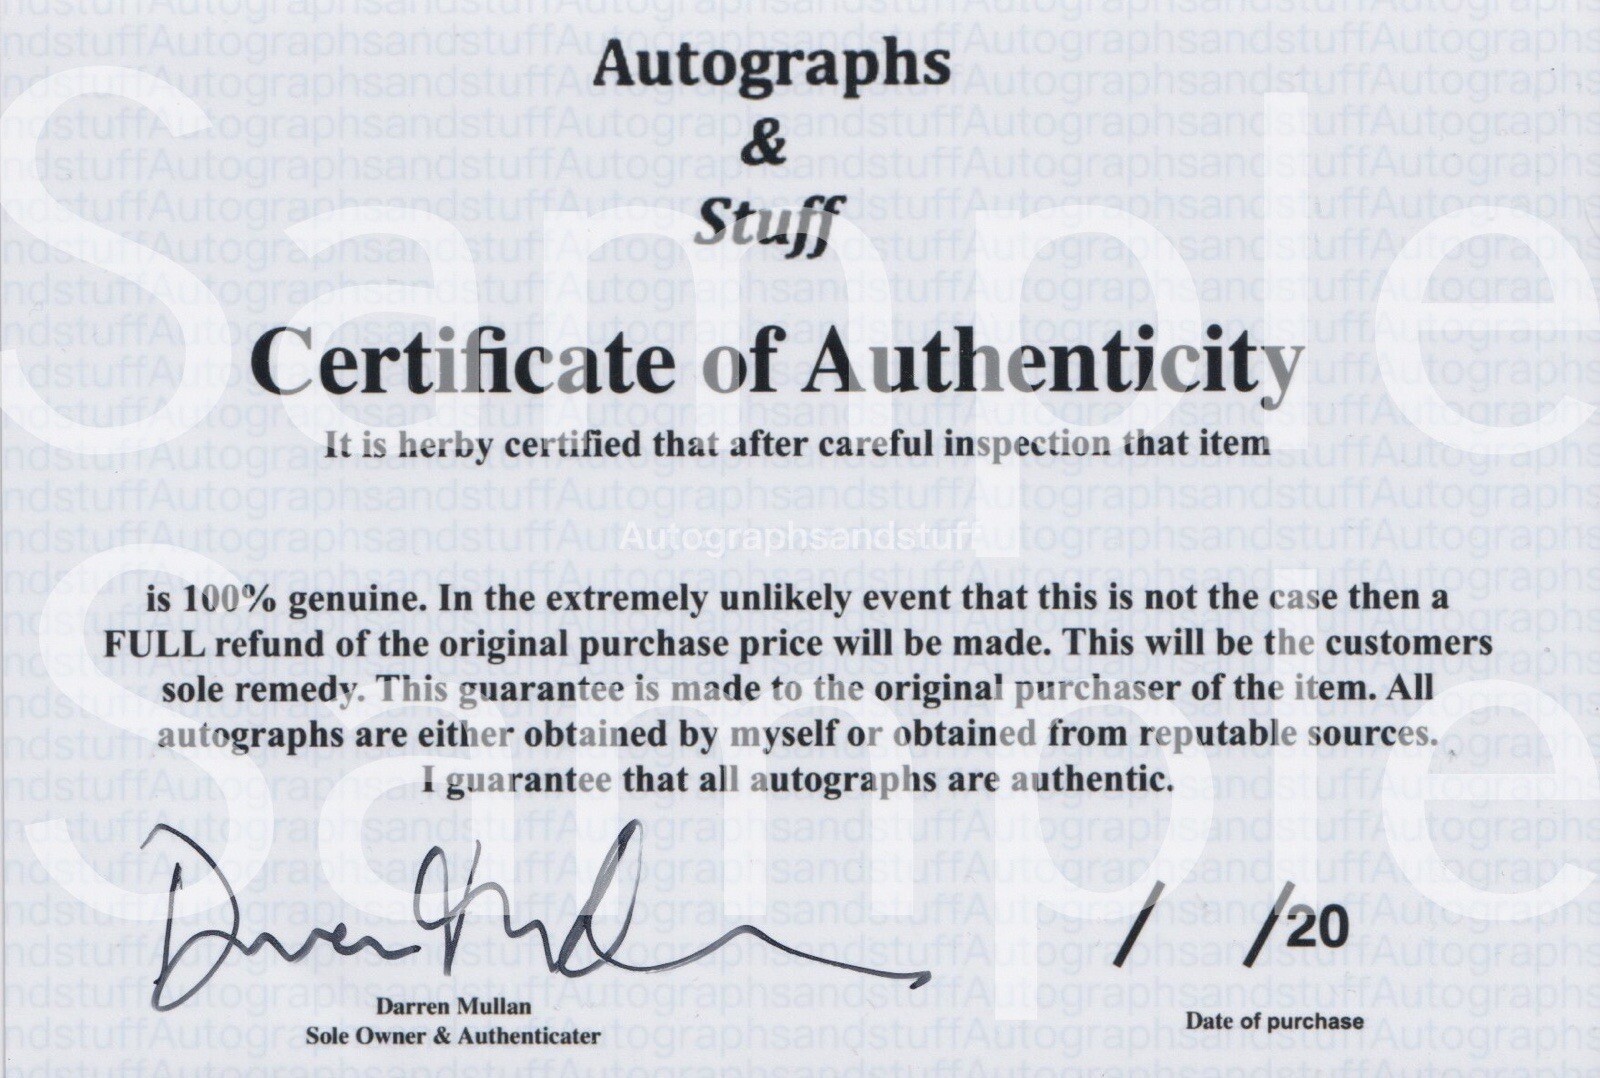 Autographs
&
Stuff
Certificate of Authenticity
It is herby certified that after careful inspection that item
Autographsandstuff
is 100% genuine. In the extremely unlikely event that this is not the case then a
FULL refund of the original purchase price will be made. This will be the customers
sole remedy. This guarantee is made to the original purchaser of the item. All
autographs are either obtained by myself or obtained from reputable sources.
I guarantee that all autographs are authentic.
/ /20
Darren Mullan
Sole Owner & Authenticater
Date of purchase
Sample
Sample